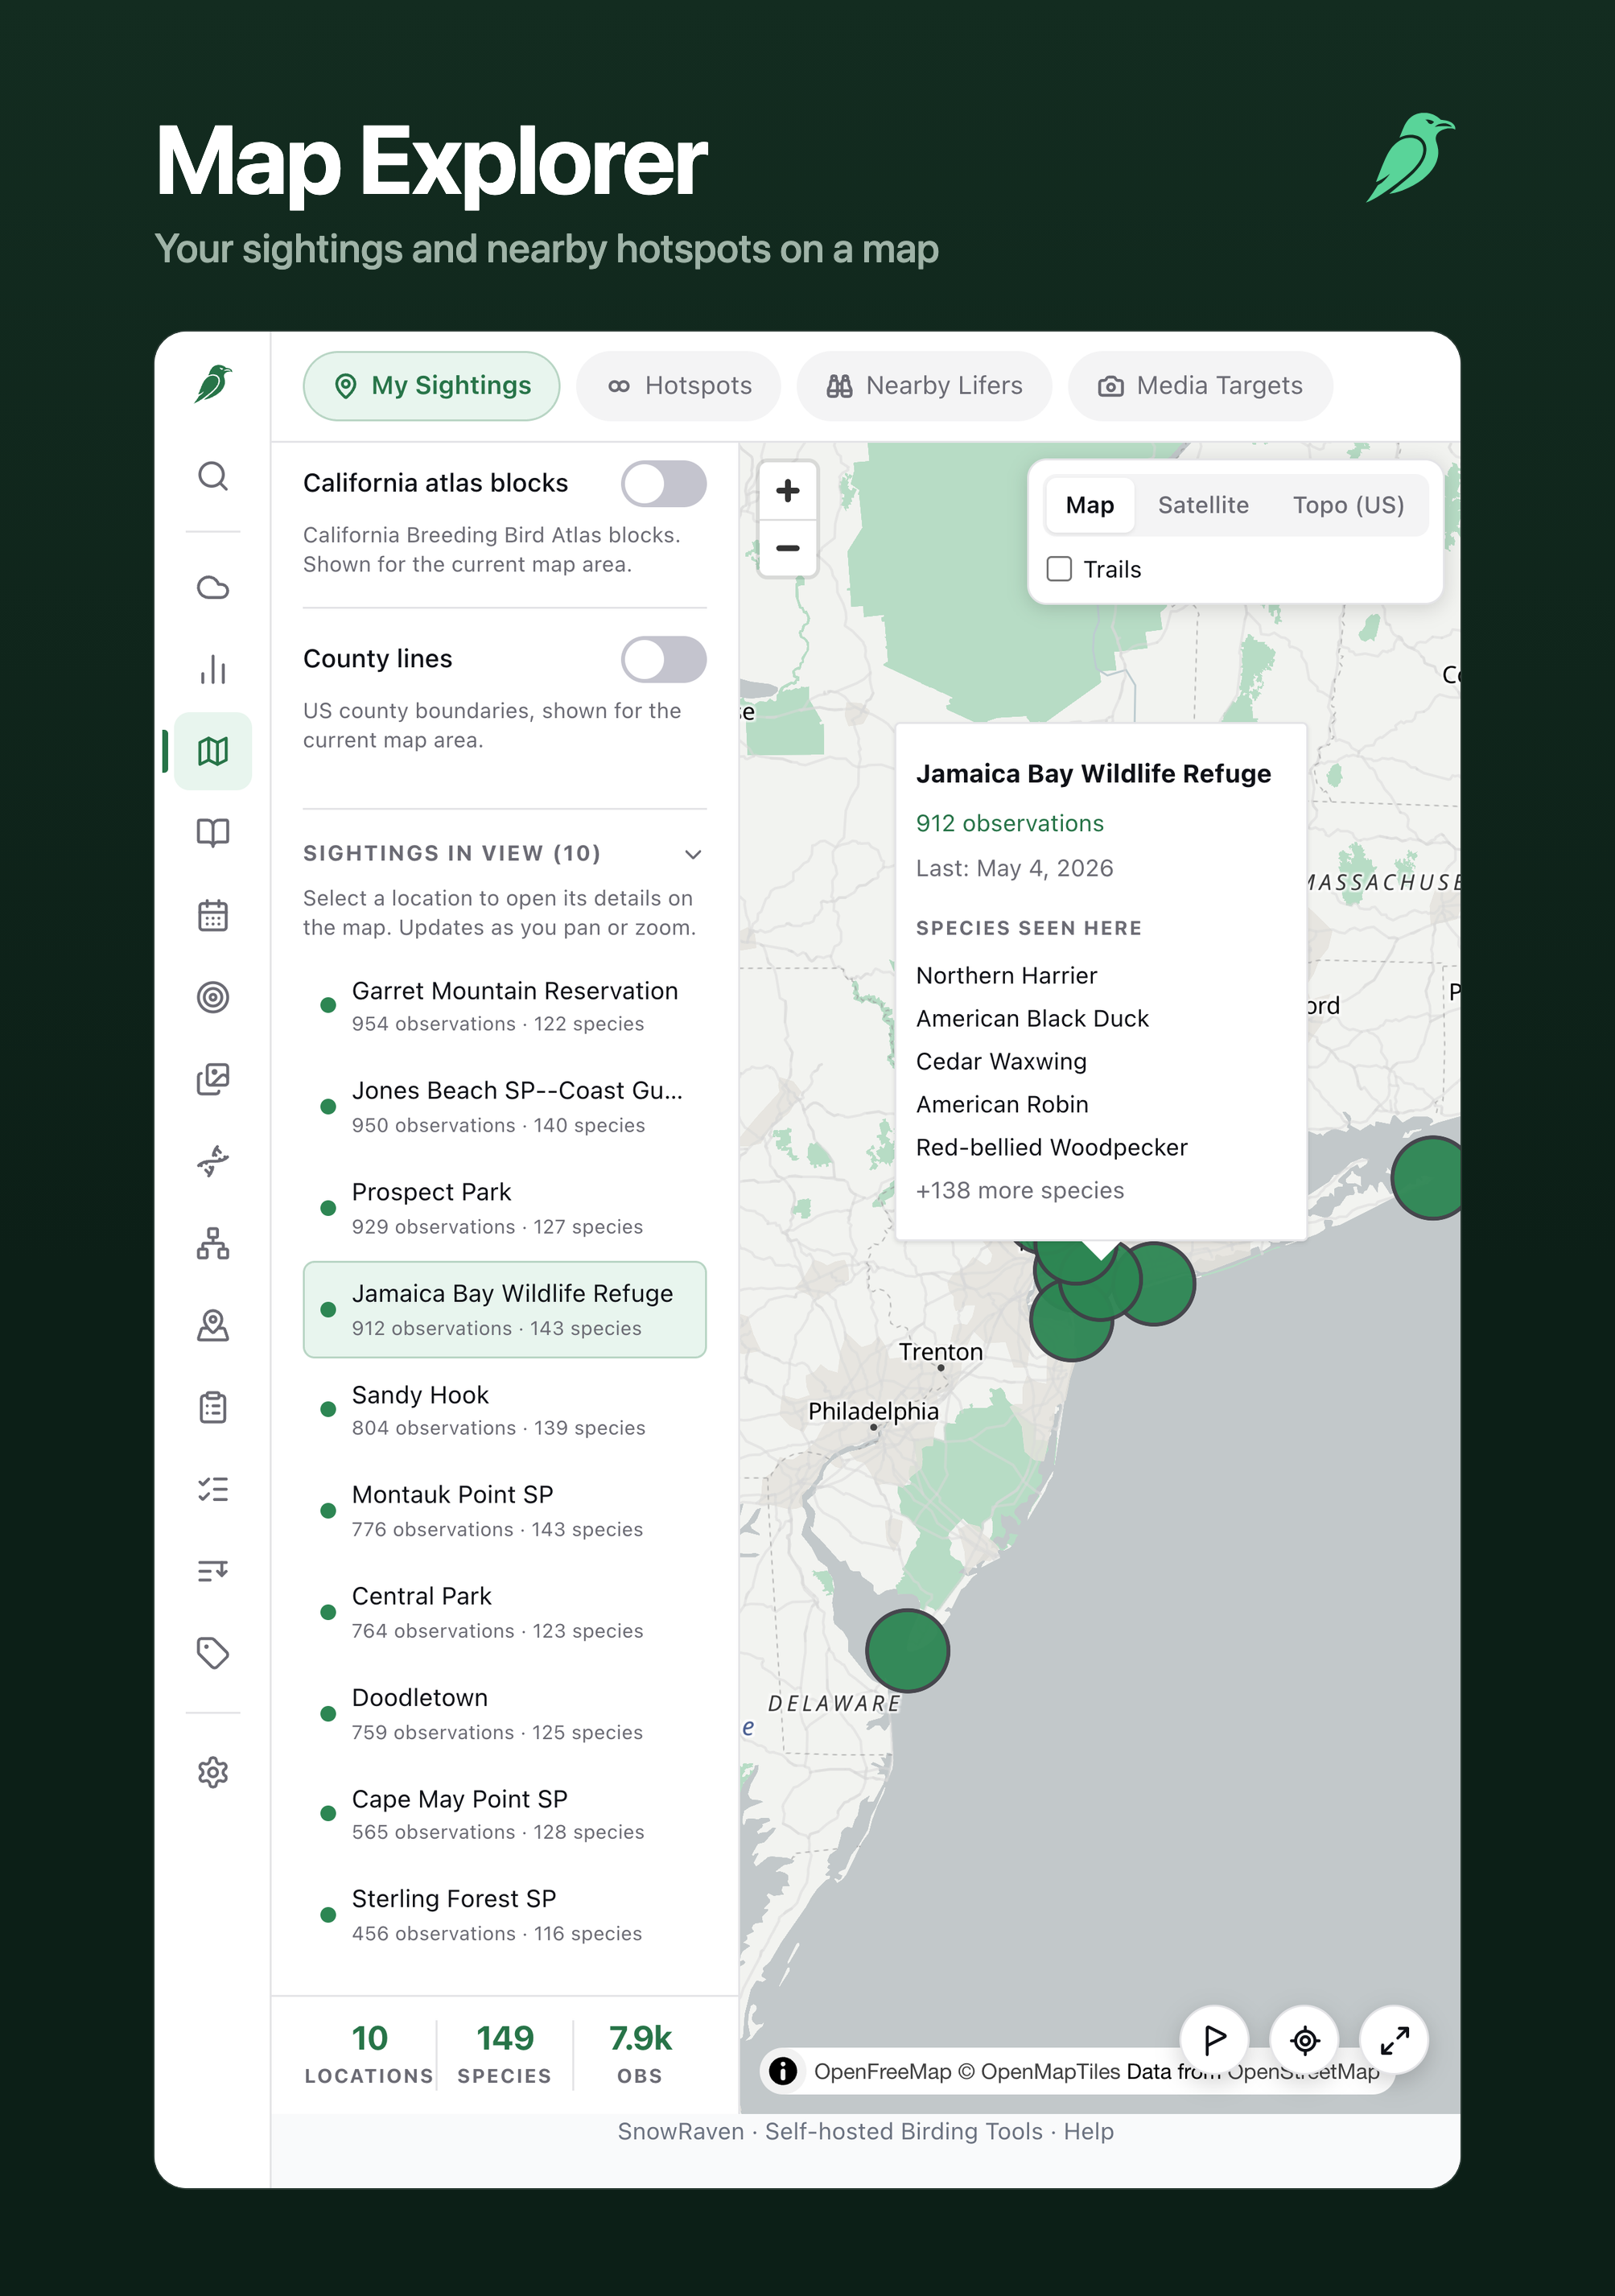 Map Explorer
Your sightings and nearby hotspots on a map
My Sightings
Hotspots
Nearby Lifers
Media Targets
California atlas blocks
California Breeding Bird Atlas blocks.
Shown for the current map area.
County lines
US county boundaries, shown for the
current map area.
SIGHTINGS IN VIEW (10)
Select a location to open its details on
the map. Updates as you pan or zoom.
Garret Mountain Reservation
954 observations · 122 species
Jones Beach SP--Coast Gu...
950 observations · 140 species
Prospect Park
929 observations · 127 species
Jamaica Bay Wildlife Refuge
912 observations · 143 species
Sandy Hook
804 observations · 139 species
Montauk Point SP
776 observations · 143 species
Central Park
764 observations · 123 species
Doodletown
759 observations · 125 species
Cape May Point SP
565 observations · 128 species
Sterling Forest SP
456 observations · 116 species
10
LOCATIONS
149
SPECIES
7.9k
OBS
Map
Satellite
Topo (US)
Trails
Jamaica Bay Wildlife Refuge
912 observations
Last: May 4, 2026
SPECIES SEEN HERE
Northern Harrier
American Black Duck
Cedar Waxwing
American Robin
Red-bellied Woodpecker
+138 more species
Trenton
Philadelphia
DELAWARE
OpenFreeMap © OpenMapTiles Data from OpenStreetMap
SnowRaven · Self-hosted Birding Tools · Help